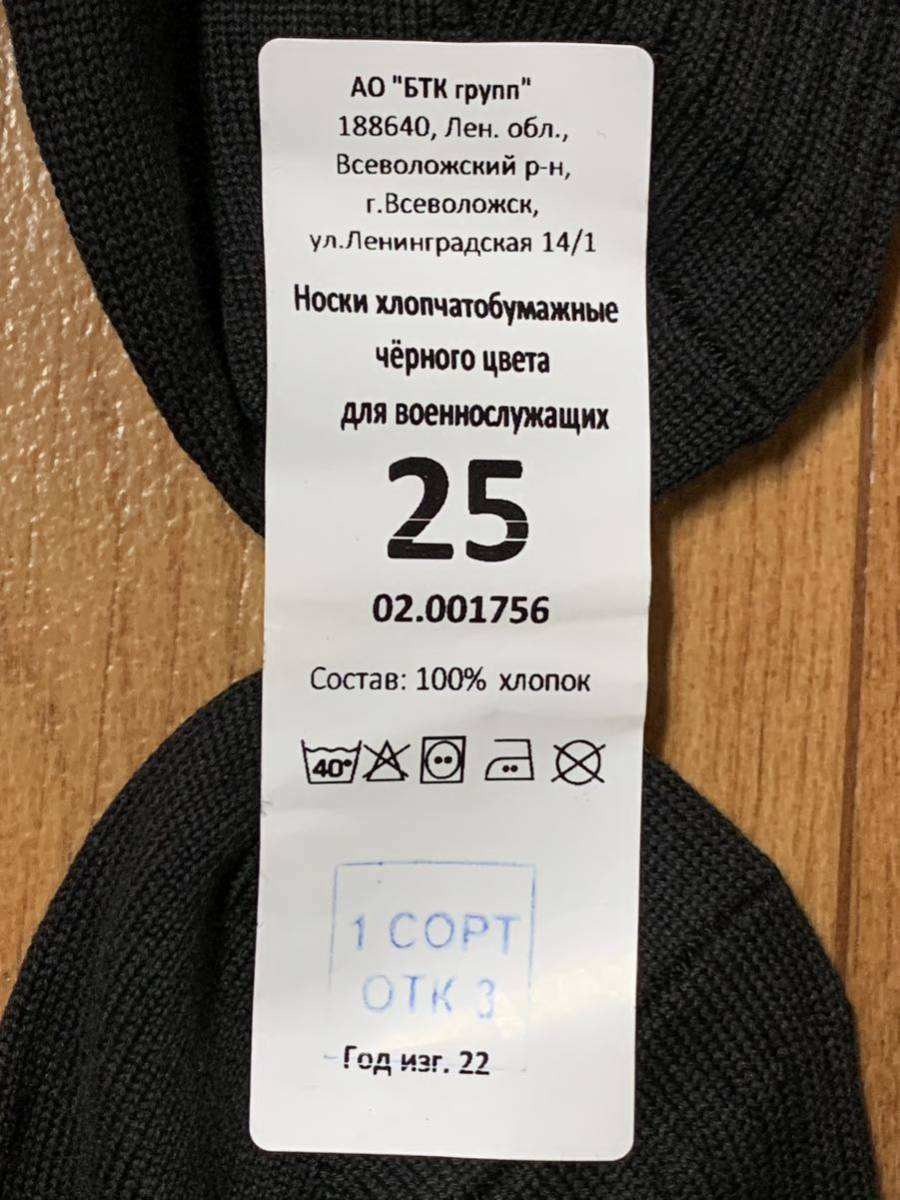 АО "БТК групп"
188640, Лен. обл.,
Всеволожский р-н,
г.Всеволожск,
ул.Ленинградская 14/1
Носки хлопчатобумажные
чёрного цвета
для военнослужащих
25
02.001756
Состав: 100% хлопок
40°
1 СОРТ
ОТК 3
Год изг. 22